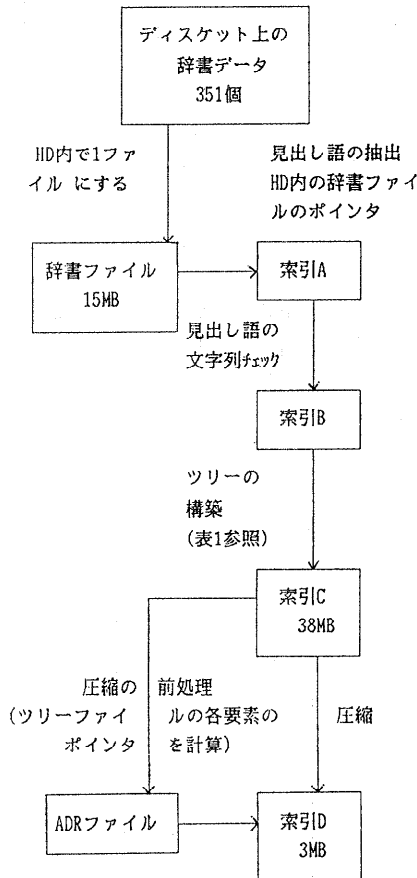 ディスケット上の
辞書データ
351個
HD内で1ファ
イル にする
見出し語の抽出
HD内の辞書ファイ
ルのポインタ
辞書ファイル
15MB
索引A
見出し語の
文字列チェック
索引B
ツリーの
構築
(表1参照)
索引C
38MB
圧縮の 前処理
(ツリーファイ ルの各要素の
ポインタ を計算)
圧縮
ADRファイル
索引D
3MB